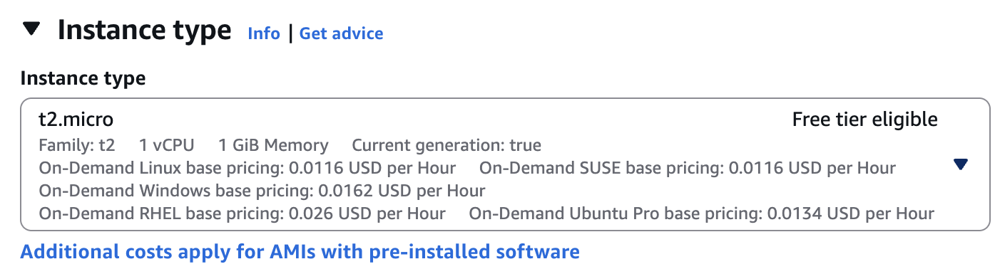 Instance type Info | Get advice
Instance type
t2.micro Free tier eligible
Family: t2 1 vCPU 1 GiB Memory Current generation: true
On-Demand Linux base pricing: 0.0116 USD per Hour On-Demand SUSE base pricing: 0.0116 USD per Hour
On-Demand Windows base pricing: 0.0162 USD per Hour
On-Demand RHEL base pricing: 0.026 USD per Hour On-Demand Ubuntu Pro base pricing: 0.0134 USD per Hour
Additional costs apply for AMIs with pre-installed software